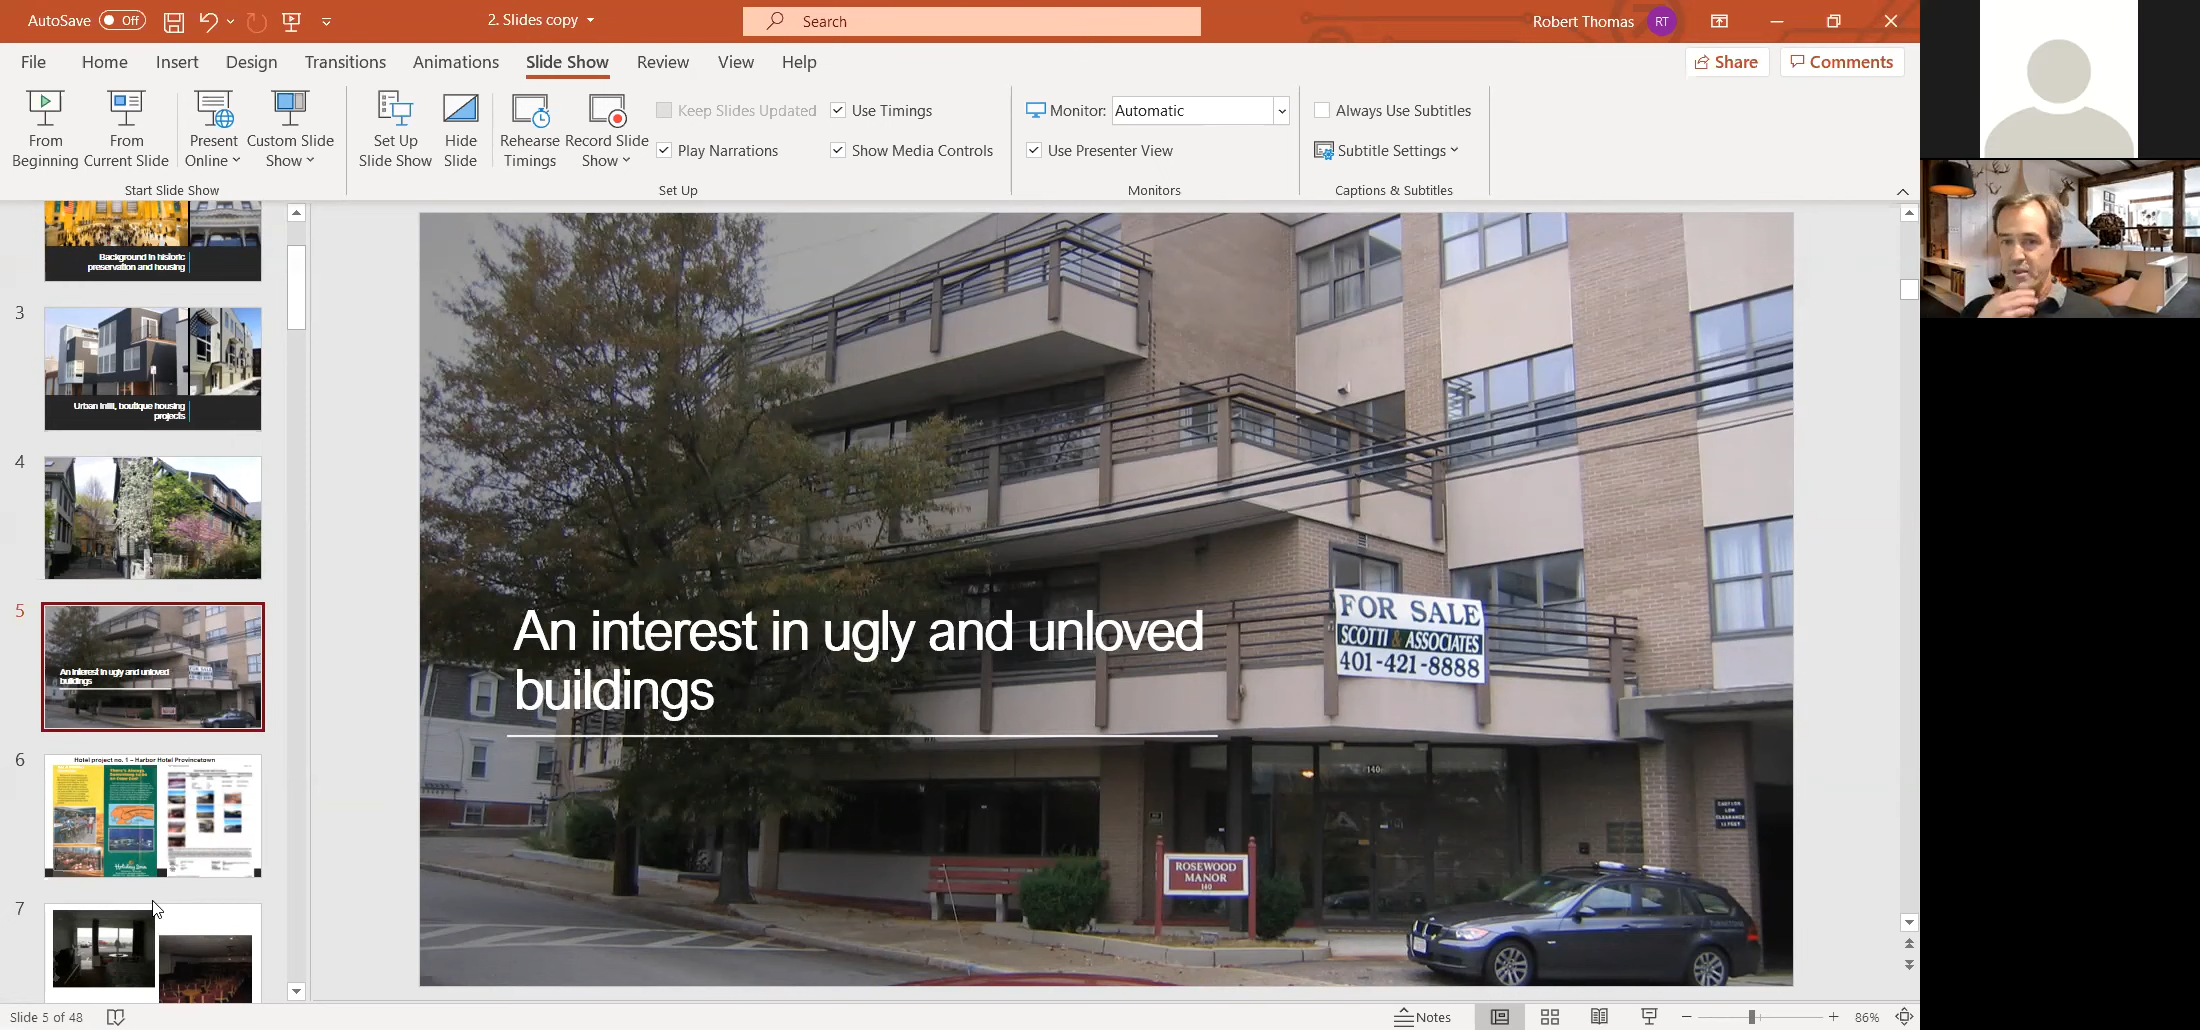 AutoSave Off
2. Slides copy
Search
Robert Thomas RT
File Home Insert Design Transitions Animations Slide Show Review View Help
Share
Comments
From Beginning
From Current Slide
Present Online
Custom Slide Show
Start Slide Show
Set Up Slide Show
Hide Slide
Rehearse Timings
Record Slide Show
Keep Slides Updated
Play Narrations
Use Timings
Show Media Controls
Set Up
Monitor: Automatic
Use Presenter View
Monitors
Always Use Subtitles
Subtitle Settings
Captions & Subtitles
Background in historic
preservation and housing
3
Urban infill, boutique housing
projects
4
5
An interest in ugly and unloved
buildings
6
Hotel project no. 1 – Harbor Hotel Provincetown
7
An interest in ugly and unloved
buildings
FOR SALE
SCOTTI & ASSOCIATES
401-421-8888
140
ROSEWOOD
MANOR
140
CAUTION
LOW
CLEARANCE
Slide 5 of 48
Notes
86%